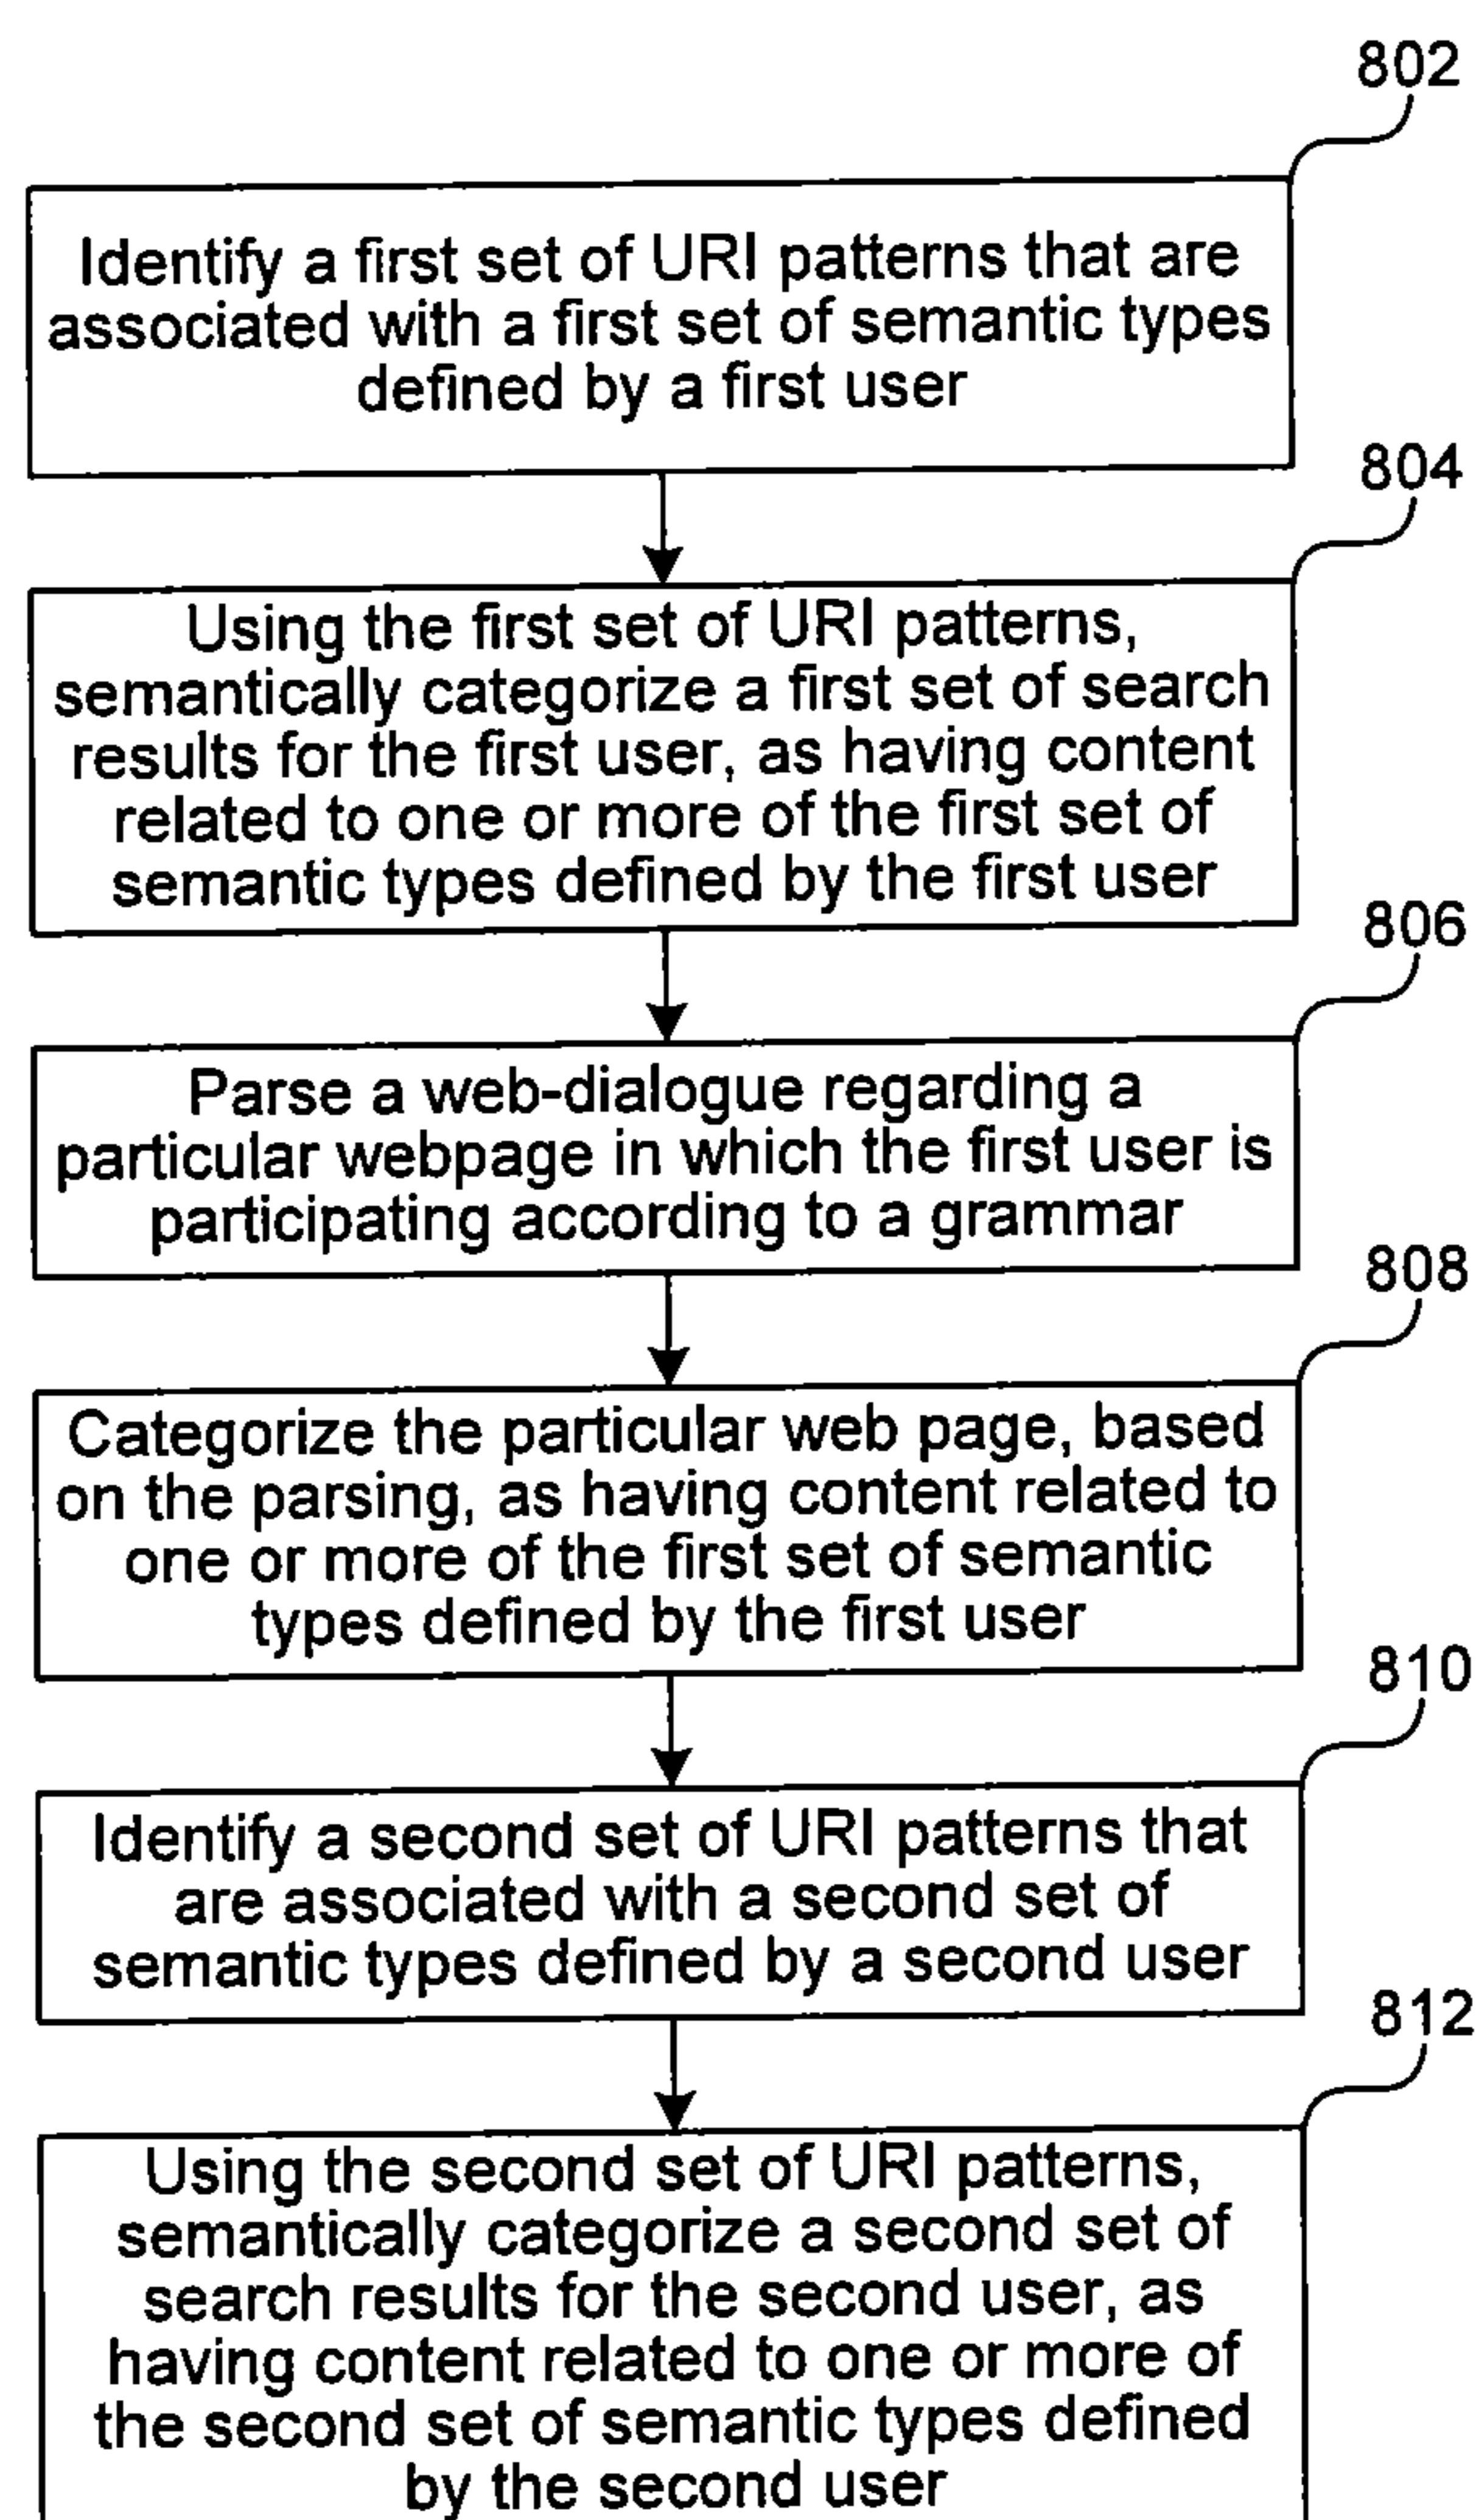 802
Identify a first set of URI patterns that are
associated with a first set of semantic types
defined by a first user
804
Using the first set of URI patterns,
semantically categorize a first set of search
results for the first user, as having content
related to one or more of the first set of
semantic types defined by the first user
806
Parse a web-dialogue regarding a
particular webpage in which the first user is
participating according to a grammar
808
Categorize the particular web page, based
on the parsing, as having content related to
one or more of the first set of semantic
types defined by the first user
810
Identify a second set of URI patterns that
are associated with a second set of
semantic types defined by a second user
812
Using the second set of URI patterns,
semantically categorize a second set of
search results for the second user, as
having content related to one or more of
the second set of semantic types defined
by the second user